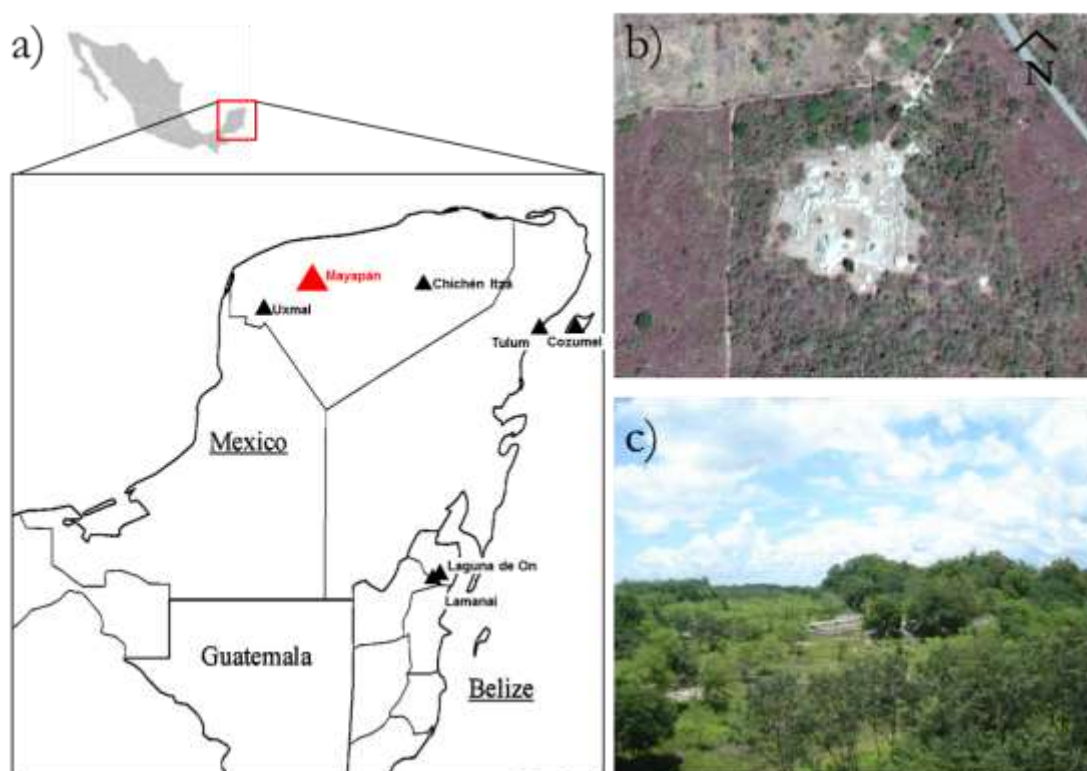 a)
Mayapán
Chichén Itzá
Uxmal
Tulum
Cozumel
Mexico
Laguna de On
Lamanai
Guatemala
Belize
b)
N
c)